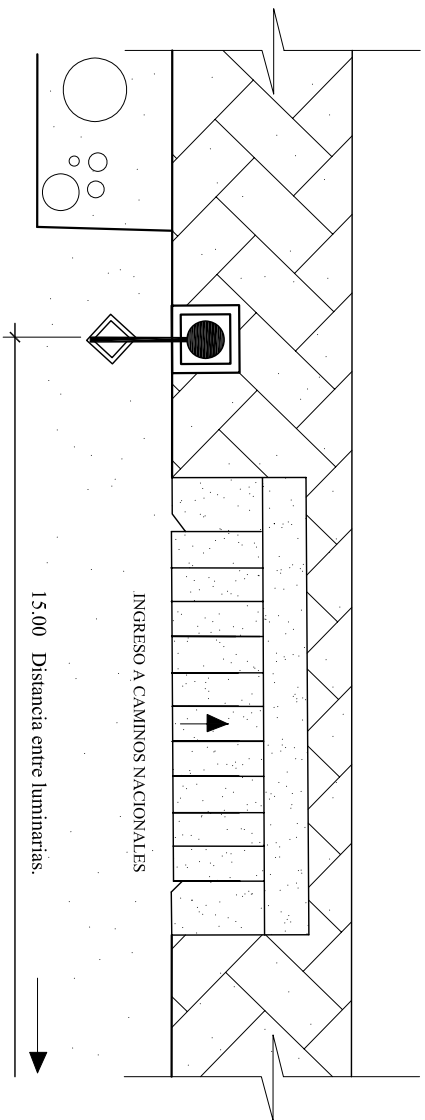 INGRESO A CAMINOS NACIONALES
15.00 Distancia entre luminarias.